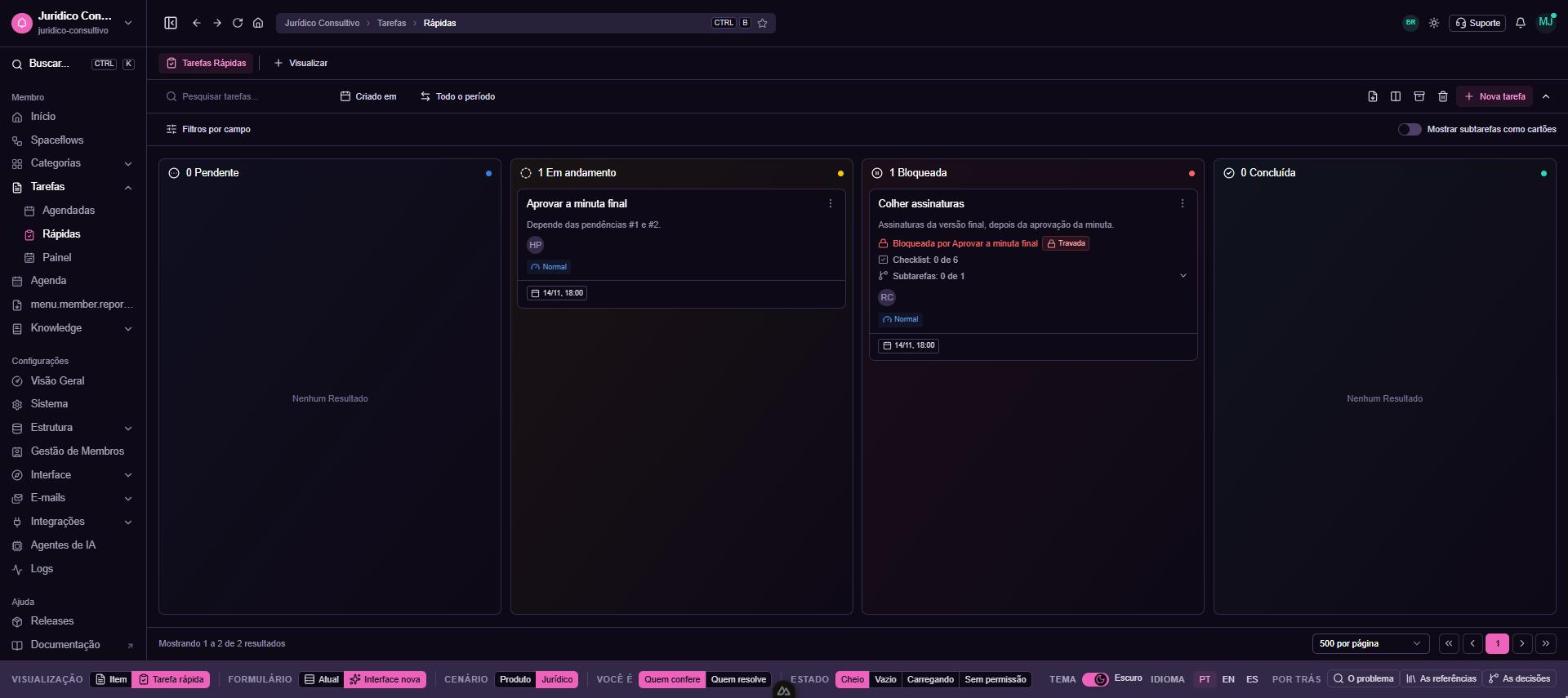 Jurídico Con...
juridico-consultivo
Jurídico Consultivo > Tarefas > Rápidas
CTRL B
BR
Suporte
MJ
Buscar...
CTRL K
Tarefas Rápidas
Visualizar
Pesquisar tarefas...
Criado em
Todo o período
Nova tarefa
Filtros por campo
Mostrar subtarefas como cartões
Membro
Início
Spaceflows
Categorias
Tarefas
Agendadas
Rápidas
Painel
Agenda
menu.member.repor...
Knowledge
Configurações
Visão Geral
Sistema
Estrutura
Gestão de Membros
Interface
E-mails
Integrações
Agentes de IA
Logs
Ajuda
Releases
Documentação
0 Pendente
Nenhum Resultado
1 Em andamento
Aprovar a minuta final
Depende das pendências #1 e #2.
HP
Normal
14/11, 18:00
1 Bloqueada
Colher assinaturas
Assinaturas da versão final, depois da aprovação da minuta.
Bloqueada por Aprovar a minuta final Travada
Checklist: 0 de 6
Subtarefas: 0 de 1
RC
Normal
14/11, 18:00
0 Concluída
Nenhum Resultado
Mostrando 1 a 2 de 2 resultados
500 por página
1
VISUALIZAÇÃO Item Tarefa rápida FORMULÁRIO Atual Interface nova CENÁRIO Produto Jurídico VOCÊ É Quem confere Quem resolve ESTADO Cheio Vazio Carregando Sem permissão TEMA Escuro IDIOMA PT EN ES POR TRÁS O problema As referências As decisões